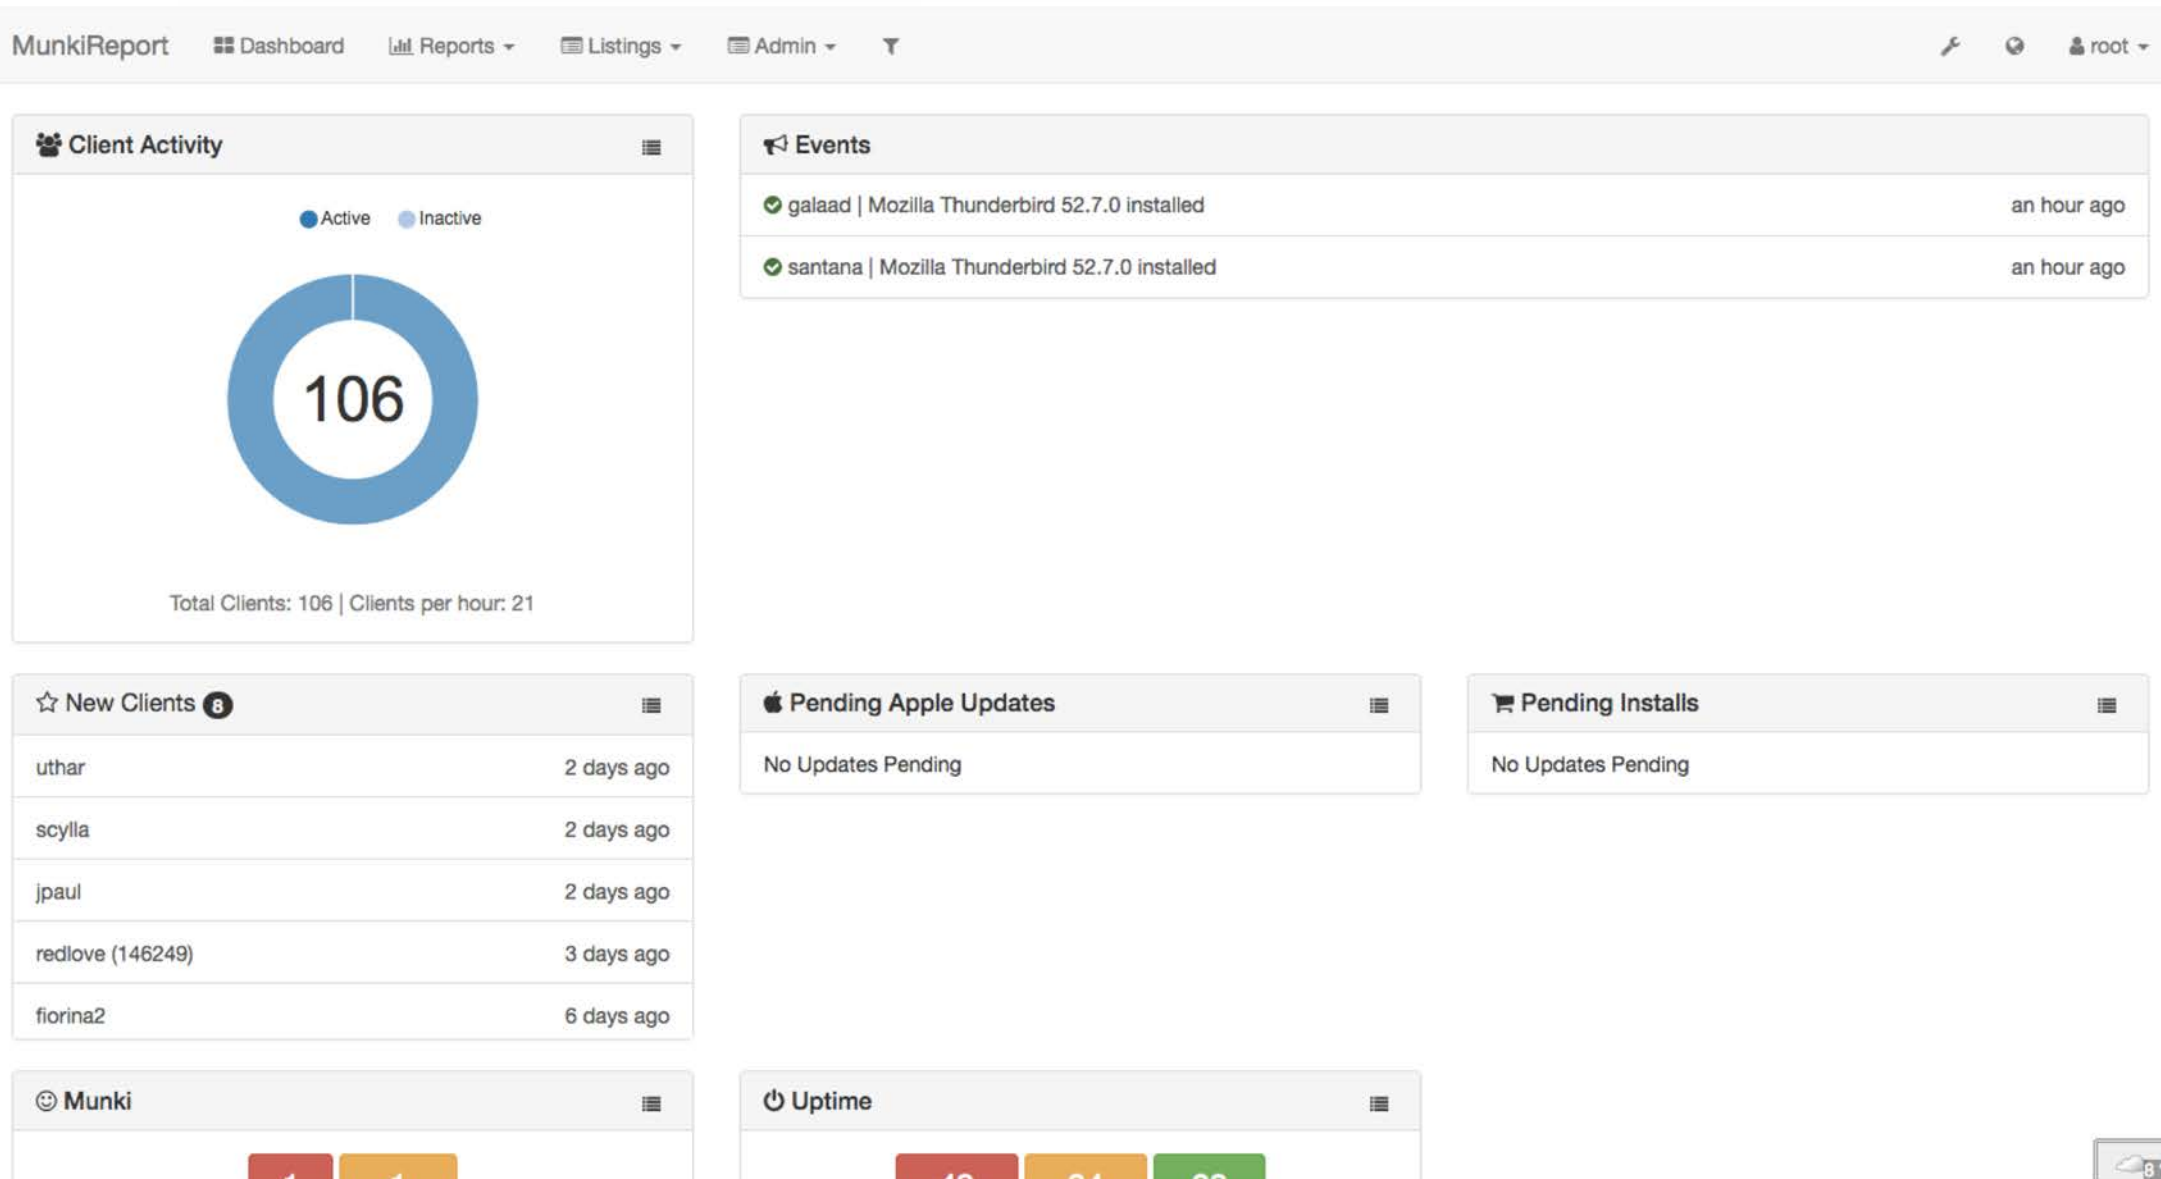 MunkiReport Dashboard Reports Listings Admin root
Client Activity
Active Inactive
106
Total Clients: 106 | Clients per hour: 21
Events
galaad | Mozilla Thunderbird 52.7.0 installed an hour ago
santana | Mozilla Thunderbird 52.7.0 installed an hour ago
New Clients 8
uthar 2 days ago
scylla 2 days ago
jpaul 2 days ago
redlove (146249) 3 days ago
fiorina2 6 days ago
Pending Apple Updates
No Updates Pending
Pending Installs
No Updates Pending
Munki
Uptime